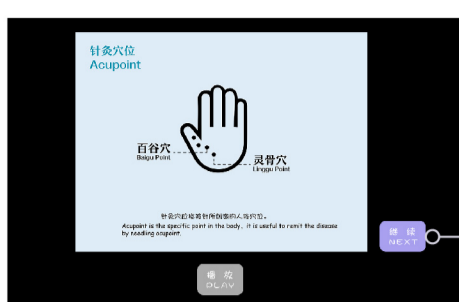 针灸穴位
Acupoint
百谷穴
Baigu Point
灵骨穴
Linggu Point
Acupoint is the specific point in the body, it is useful to remit the disease
by needling acupoint.
继续
NEXT
播放
PLAY